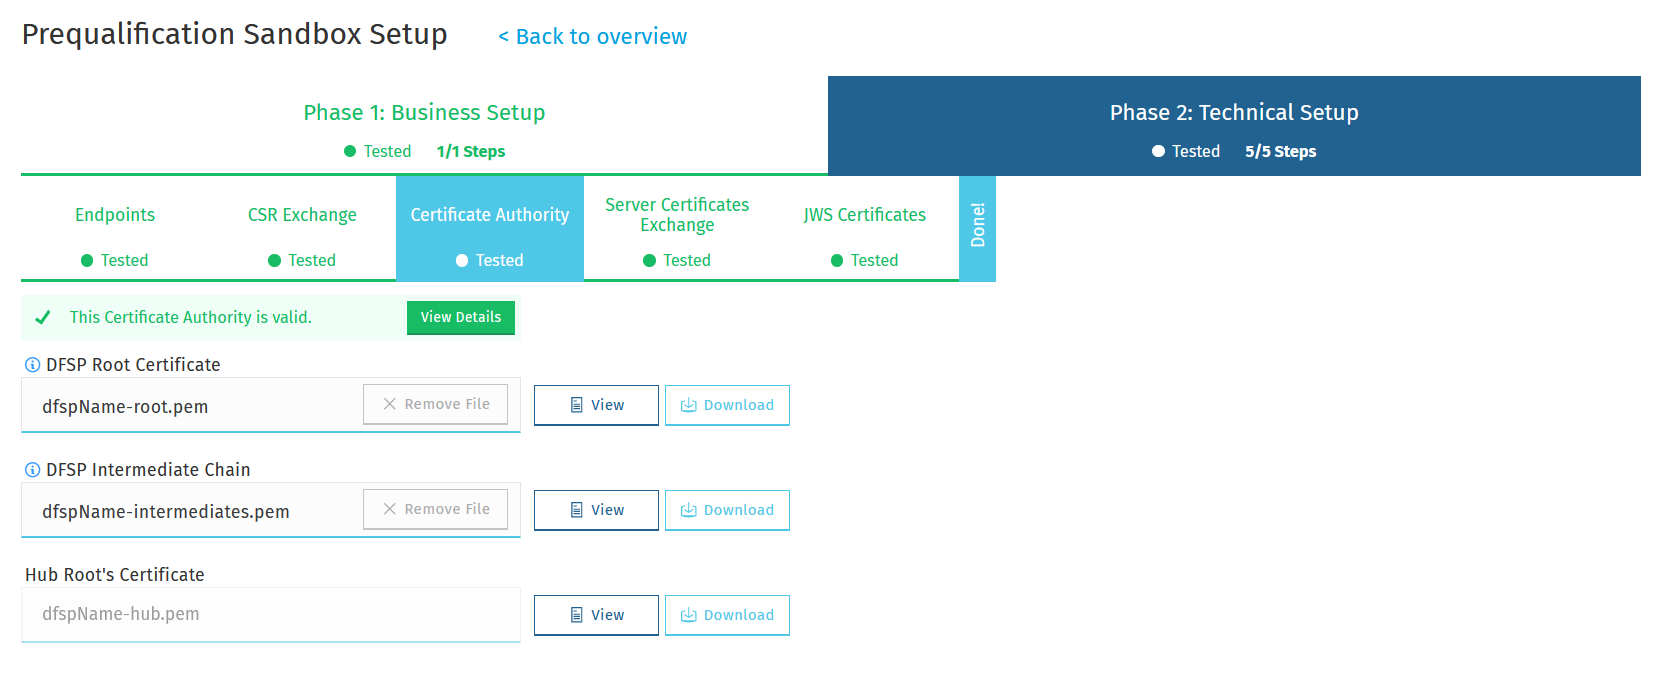 Prequalification Sandbox Setup < Back to overview
Phase 1: Business Setup
Tested 1/1 Steps
Phase 2: Technical Setup
Tested 5/5 Steps
Endpoints
Tested
CSR Exchange
Tested
Certificate Authority
Tested
Server Certificates
Exchange
Tested
JWS Certificates
Tested
Done!
This Certificate Authority is valid. View Details
DFSP Root Certificate
dfspName-root.pem Remove File View Download
DFSP Intermediate Chain
dfspName-intermediates.pem Remove File View Download
Hub Root's Certificate
dfspName-hub.pem View Download